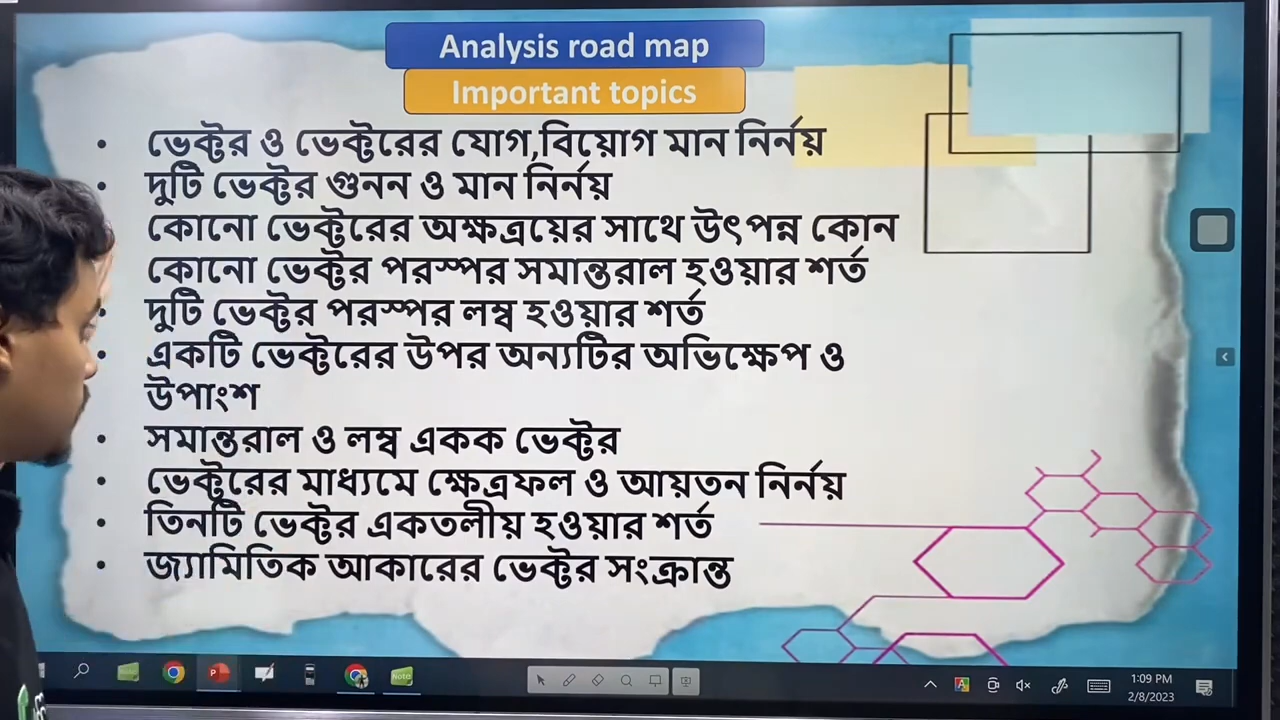 Analysis road map
Important topics
• ভেক্টর ও ভেক্টরের যোগ,বিয়োগ মান নির্নয়
• দুটি ভেক্টর গুনন ও মান নির্নয়
কোনো ভেক্টরের অক্ষত্রয়ের সাথে উৎপন্ন কোন
কোনো ভেক্টর পরস্পর সমান্তরাল হওয়ার শর্ত
• দুটি ভেক্টর পরস্পর লম্ব হওয়ার শর্ত
• একটি ভেক্টরের উপর অন্যটির অভিক্ষেপ ও
উপাংশ
• সমান্তরাল ও লম্ব একক ভেক্টর
• ভেক্টরের মাধ্যমে ক্ষেত্রফল ও আয়তন নির্নয়
• তিনটি ভেক্টর একতলীয় হওয়ার শর্ত
• জ্যামিতিক আকারের ভেক্টর সংক্রান্ত
1:09 PM
2/8/2023